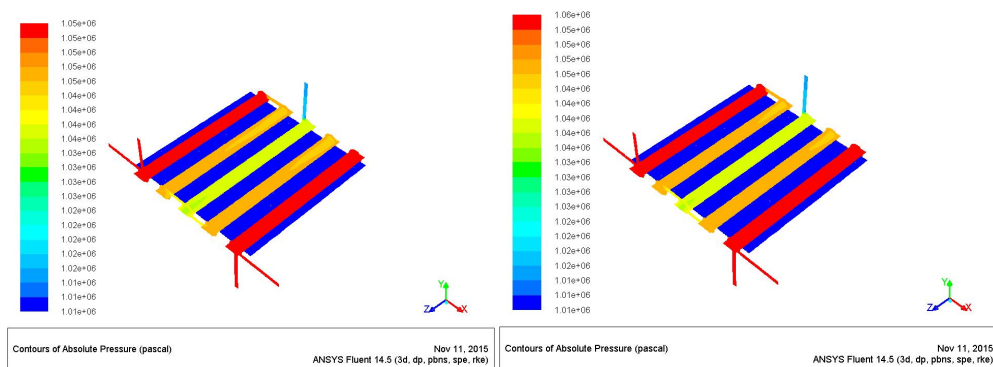 1.05e+06
1.05e+06
1.05e+06
1.05e+06
1.05e+06
1.04e+06
1.04e+06
1.04e+06
1.04e+06
1.03e+06
1.03e+06
1.03e+06
1.03e+06
1.02e+06
1.02e+06
1.02e+06
1.02e+06
1.02e+06
1.01e+06
1.01e+06
1.01e+06
Y
Z
X
Contours of Absolute Pressure (pascal)
Nov 11, 2015
ANSYS Fluent 14.5 (3d, dp, pbns, spe, rke)
1.06e+06
1.05e+06
1.05e+06
1.05e+06
1.05e+06
1.04e+06
1.04e+06
1.04e+06
1.04e+06
1.04e+06
1.03e+06
1.03e+06
1.03e+06
1.03e+06
1.02e+06
1.02e+06
1.02e+06
1.02e+06
1.01e+06
1.01e+06
1.01e+06
Y
Z
X
Contours of Absolute Pressure (pascal)
Nov 11, 2015
ANSYS Fluent 14.5 (3d, dp, pbns, spe, rke)